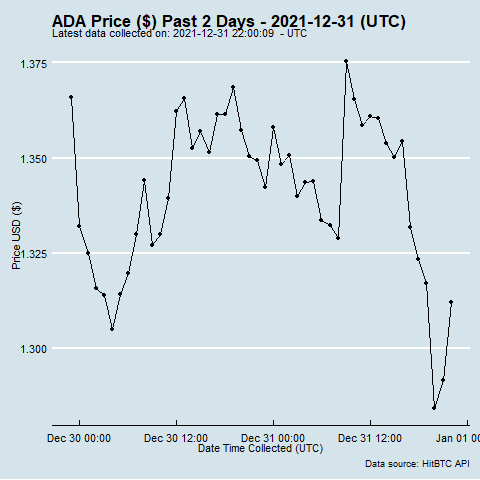 ADA Price ($) Past 2 Days - 2021-12-31 (UTC)
Latest data collected on: 2021-12-31 22:00:09  - UTC
1.375
1.350
1.325
1.300
Price USD ($)
Dec 30 00:00
Dec 30 12:00
Dec 31 00:00
Dec 31 12:00
Jan 01 0
Date Time Collected (UTC)
Data source: HitBTC API